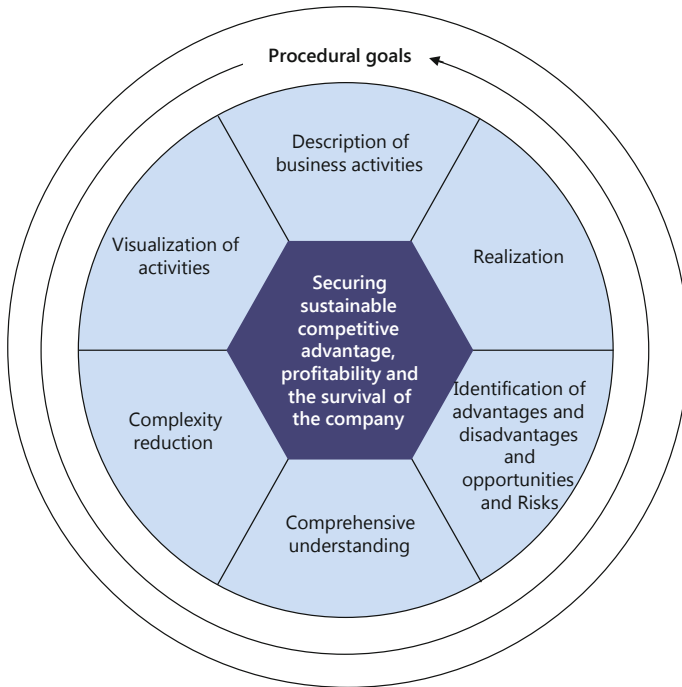 Procedural goals
Description of
business activities
Visualization of
activities
Realization
Securing
sustainable
competitive
advantage,
profitability and
the survival of
the company
Complexity
reduction
Identification of
advantages and
disadvantages
and
opportunities
and Risks
Comprehensive
understanding